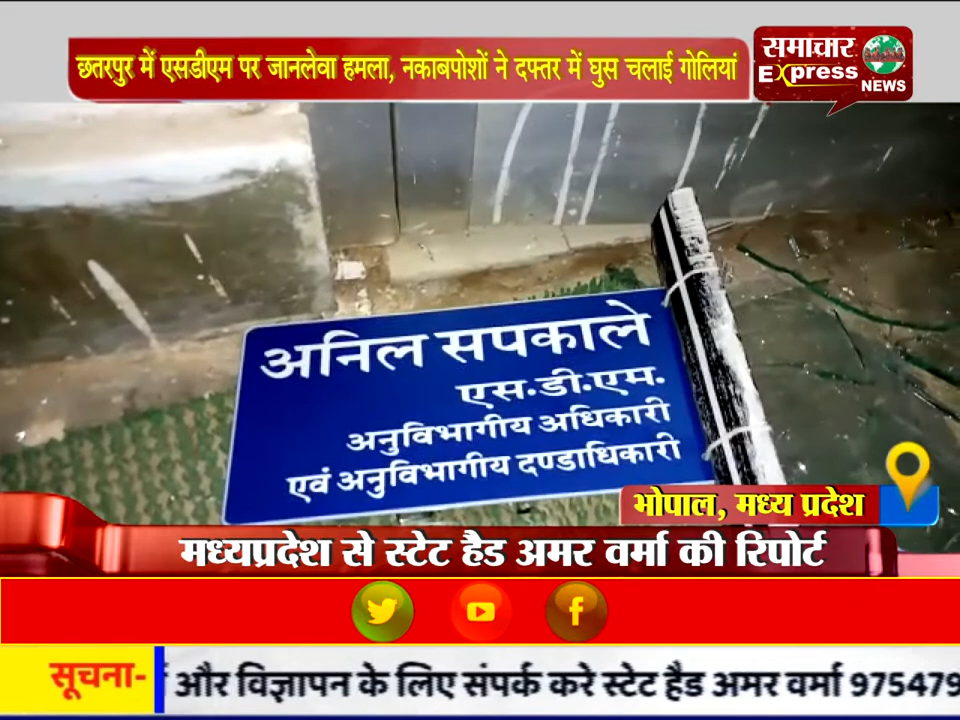 छतरपुर में एसडीएम पर जानलेवा हमला, नकाबपोशों ने दफ्तर में घुस चलाई गोलियां
समाचार
Express
NEWS
अनिल सपकाले
एस.डी.एम.
अनुविभागीय अधिकारी
एवं अनुविभागीय दण्डाधिकारी
भोपाल, मध्य प्रदेश
मध्यप्रदेश से स्टेट हैड अमर वर्मा की रिपोर्ट
सूचना-
और विज्ञापन के लिए संपर्क करे स्टेट हैड अमर वर्मा 975479